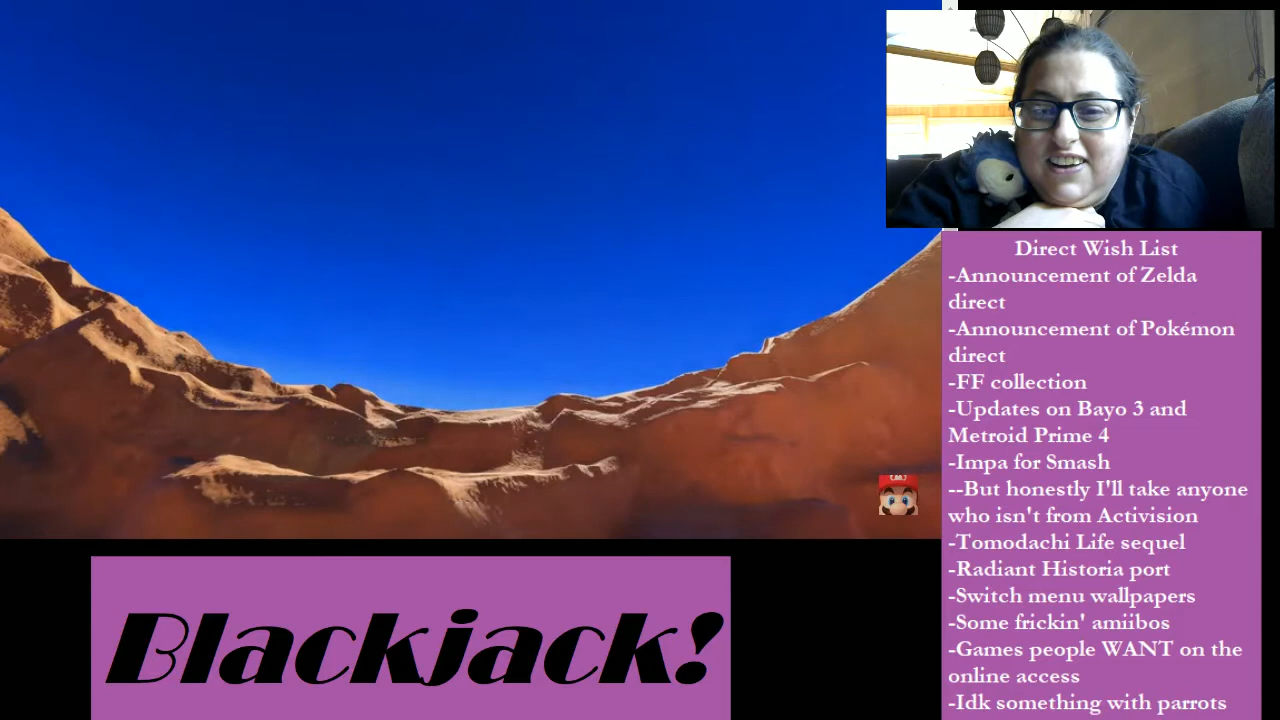 Direct Wish List
-Announcement of Zelda
direct
-Announcement of Pokémon
direct
-FF collection
-Updates on Bayo 3 and
Metroid Prime 4
-Impa for Smash
--But honestly I'll take anyone
who isn't from Activision
-Tomodachi Life sequel
-Radiant Historia port
-Switch menu wallpapers
-Some frickin' amiibos
-Games people WANT on the
online access
-Idk something with parrots
Blackjack!